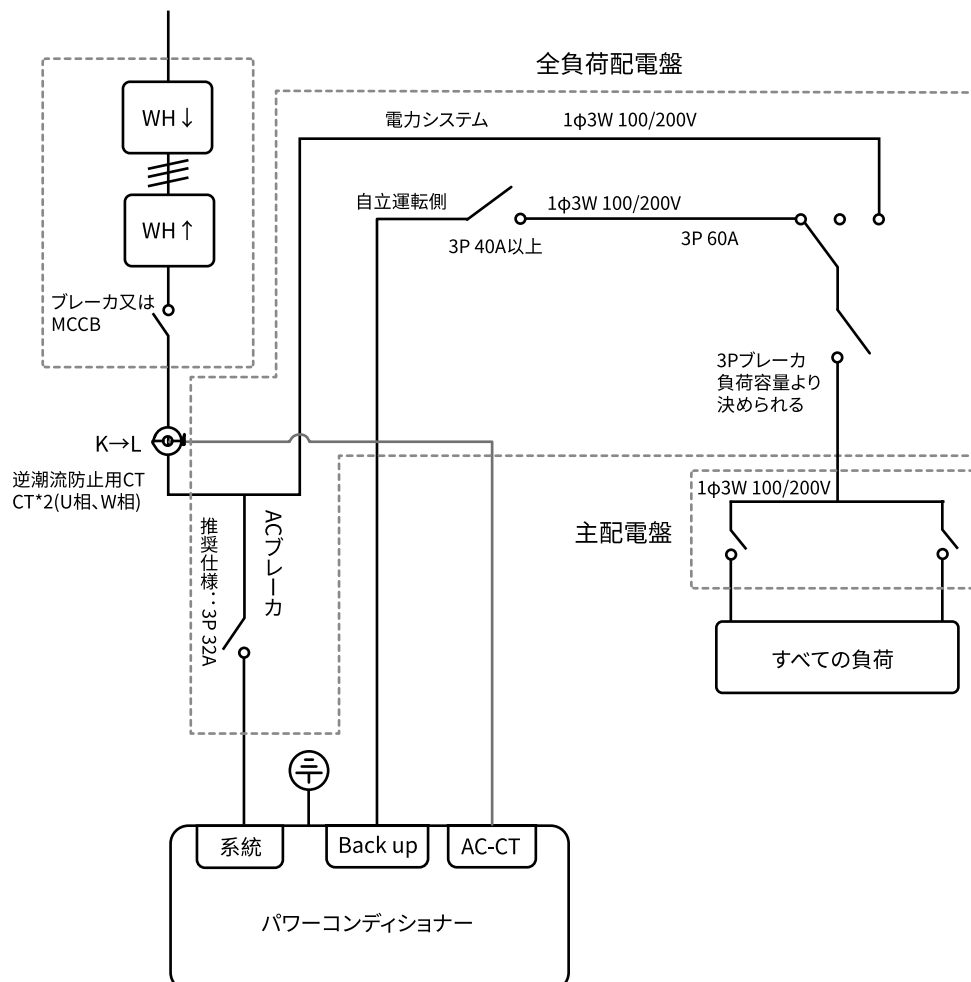 全負荷配電盤
WH↓
WH↑
ブレーカ又は
MCCB
電力システム
1φ3W 100/200V
自立運転側
1φ3W 100/200V
3P 40A以上
3P 60A
3Pブレーカ
負荷容量より
決められる
K→L
逆潮流防止用CT
CT*2(U相、W相)
ACブレーカ
推奨仕様：3P 32A
主配電盤
1φ3W 100/200V
すべての負荷
系統
Back up
AC-CT
パワーコンディショナー